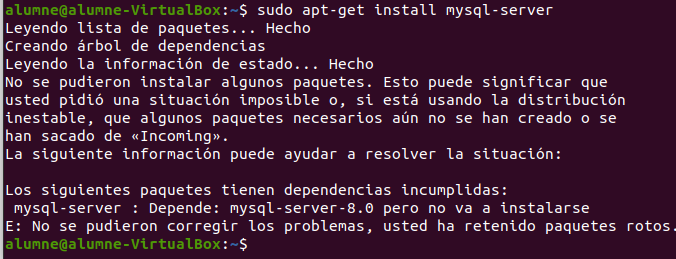 alumne@alumne-VirtualBox:~$ sudo apt-get install mysql-server
Leyendo lista de paquetes... Hecho
Creando árbol de dependencias
Leyendo la información de estado... Hecho
No se pudieron instalar algunos paquetes. Esto puede significar que
usted pidió una situación imposible o, si está usando la distribución
inestable, que algunos paquetes necesarios aún no se han creado o se
han sacado de «Incoming».
La siguiente información puede ayudar a resolver la situación:

Los siguientes paquetes tienen dependencias incumplidas:
 mysql-server : Depende: mysql-server-8.0 pero no va a instalarse
E: No se pudieron corregir los problemas, usted ha retenido paquetes rotos.
alumne@alumne-VirtualBox:~$